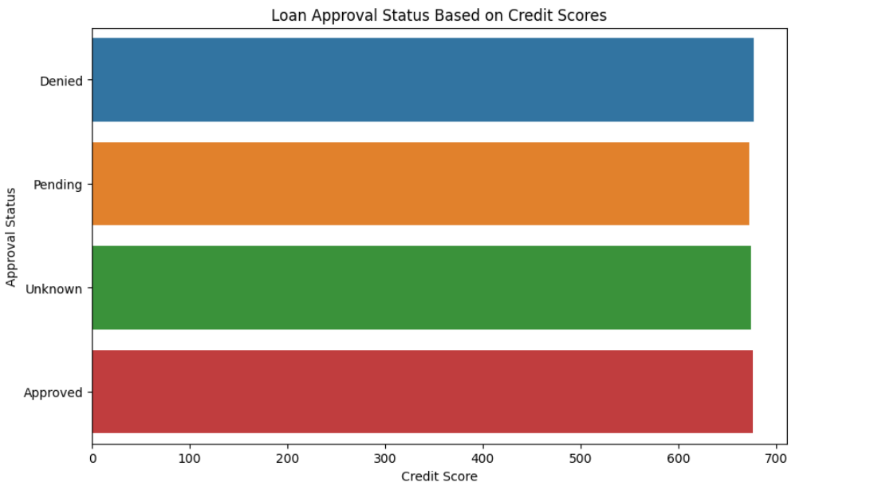 Loan Approval Status Based on Credit Scores
Approval Status
Denied
Pending
Unknown
Approved
0 100 200 300 400 500 600 700
Credit Score